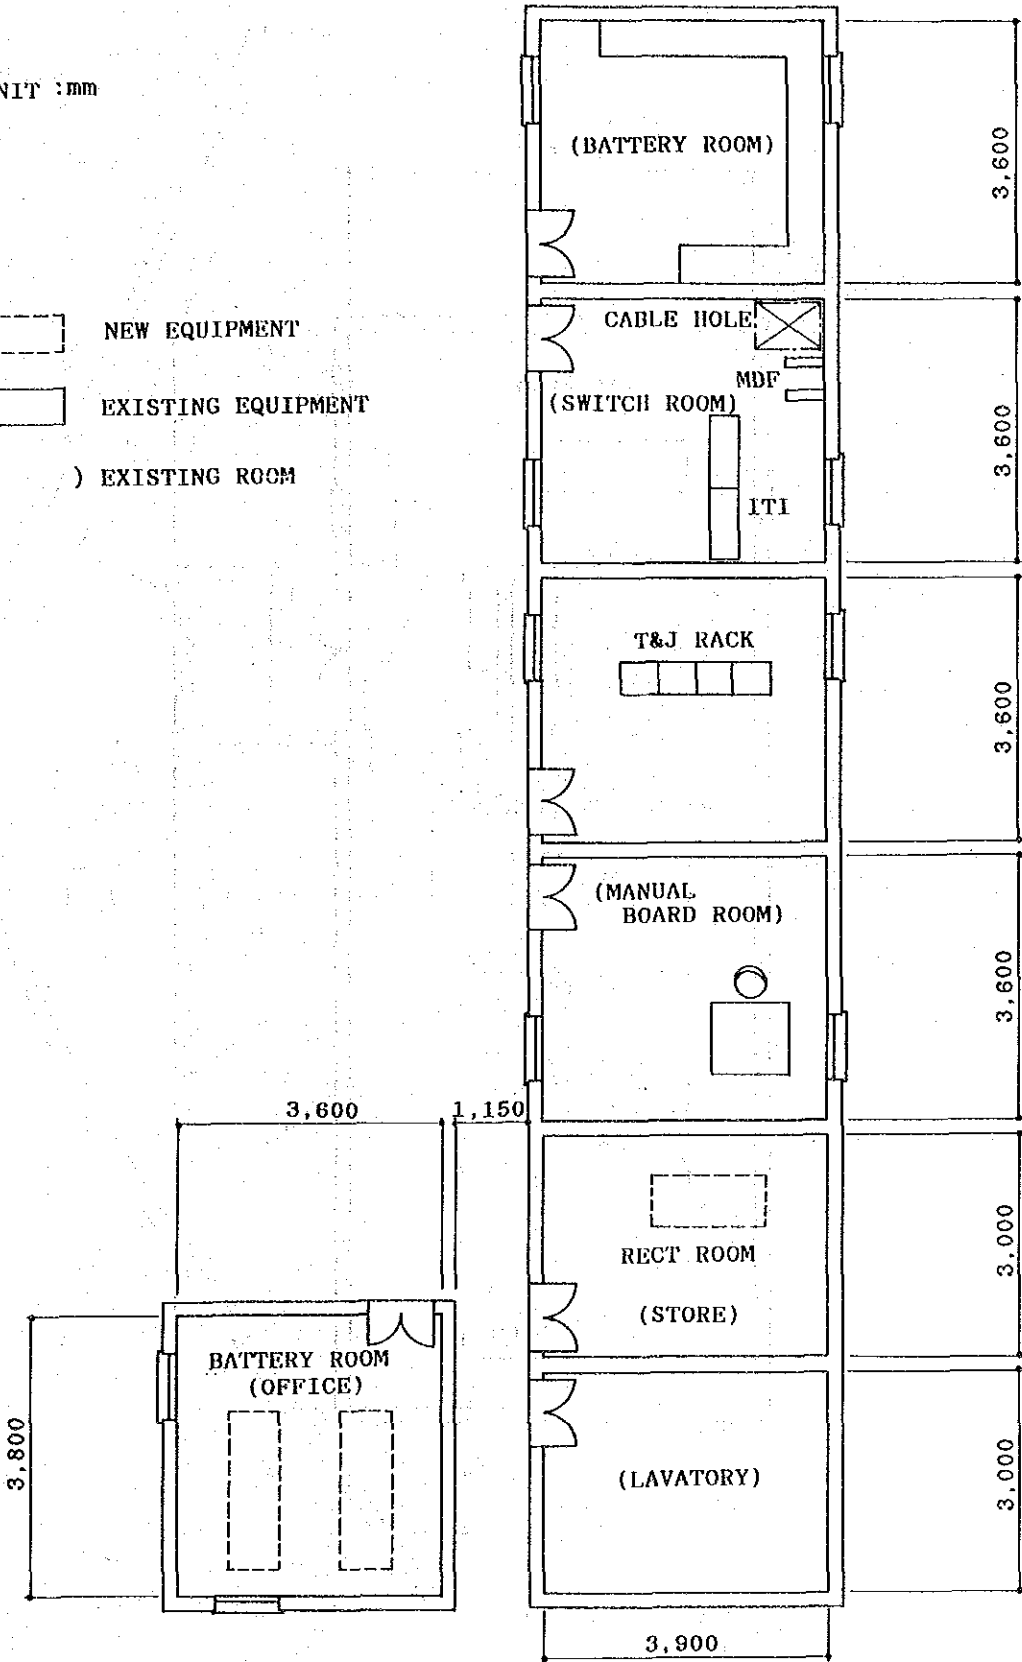 NIT :mm
3,600
(BATTERY ROOM)
NEW EQUIPMENT
CABLE HOLE
MDF
EXISTING EQUIPMENT
(SWITCH ROOM)
3,600
) EXISTING ROOM
ITI
T&J RACK
3,600
(MANUAL
BOARD ROOM)
3,600
3,600
1,150
3,000
RECT ROOM
(STORE)
BATTERY ROOM
(OFFICE)
3,800
(LAVATORY)
3,000
3,900